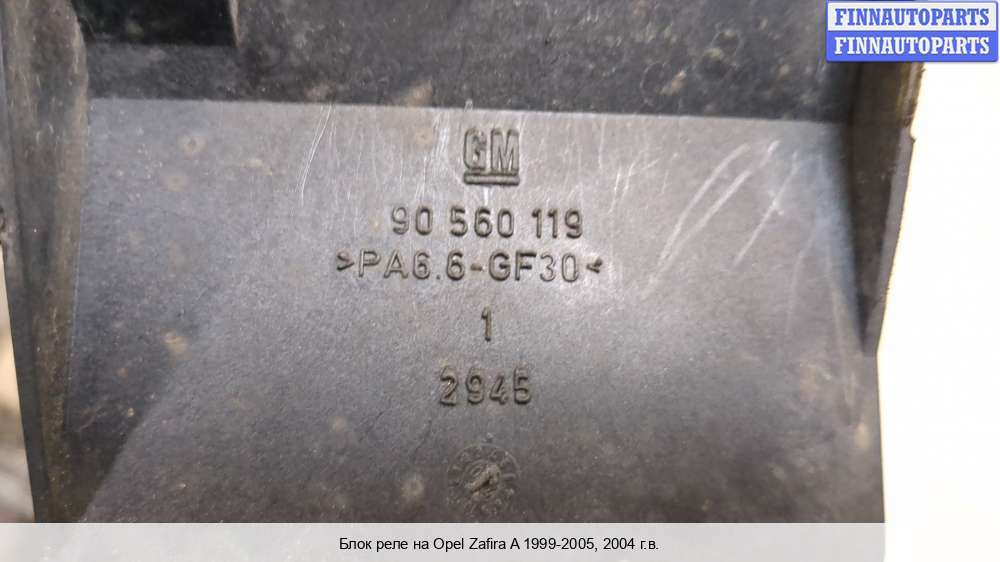 FINNAUTOPARTS
FINNAUTOPARTS
GM
90 560 119
>PA6.6-GF30<
1
2945
Блок реле на Opel Zafira A 1999-2005, 2004 г.в.